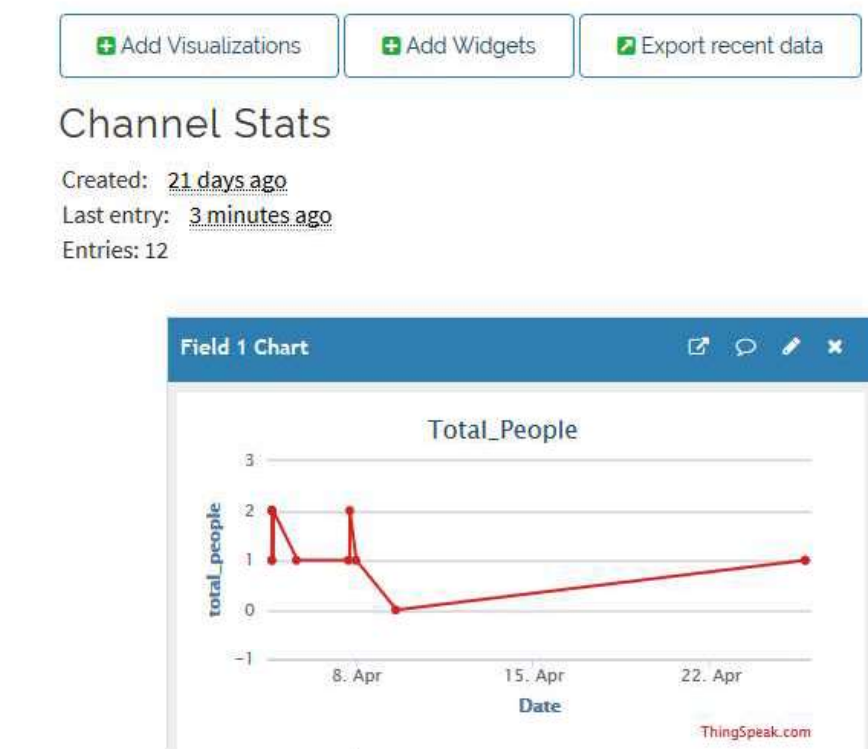 Add Visualizations Add Widgets Export recent data
Channel Stats
Created: 21 days ago
Last entry: 3 minutes ago
Entries: 12
Field 1 Chart
Total_People
3
2
1
0
-1
total_people
8. Apr 15. Apr 22. Apr
Date
ThingSpeak.com